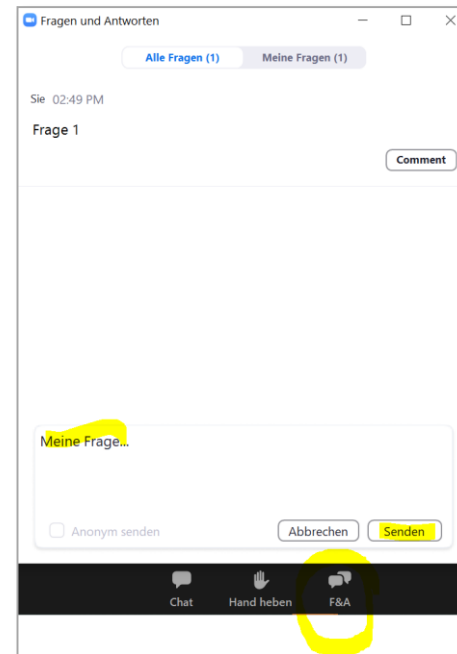 Fragen und Antworten
Alle Fragen (1) Meine Fragen (1)
Sie 02:49 PM
Frage 1
Comment
Meine Frage...
Anonym senden Abbrechen Senden
Chat Hand heben F&A